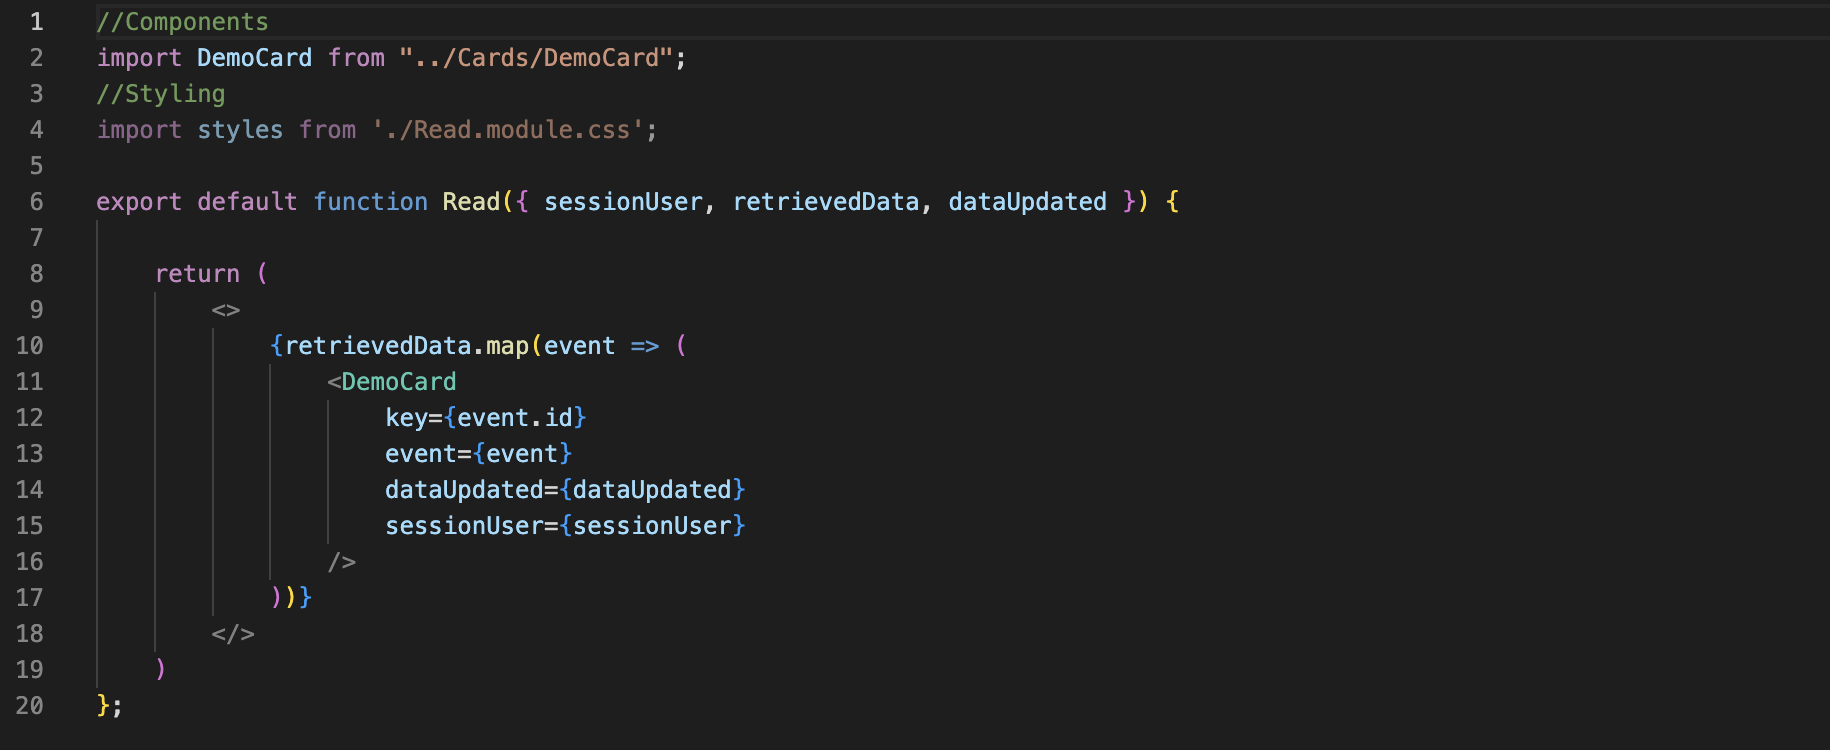 1 //Components
2 import DemoCard from "../Cards/DemoCard";
3 //Styling
4 import styles from './Read.module.css';
5
6 export default function Read({ sessionUser, retrievedData, dataUpdated }) {
7
8     return (
9         <>
10             {retrievedData.map(event => (
11                 <DemoCard
12                     key={event.id}
13                     event={event}
14                     dataUpdated={dataUpdated}
15                     sessionUser={sessionUser}
16                 />
17             ))}
18         </>
19     )
20 };